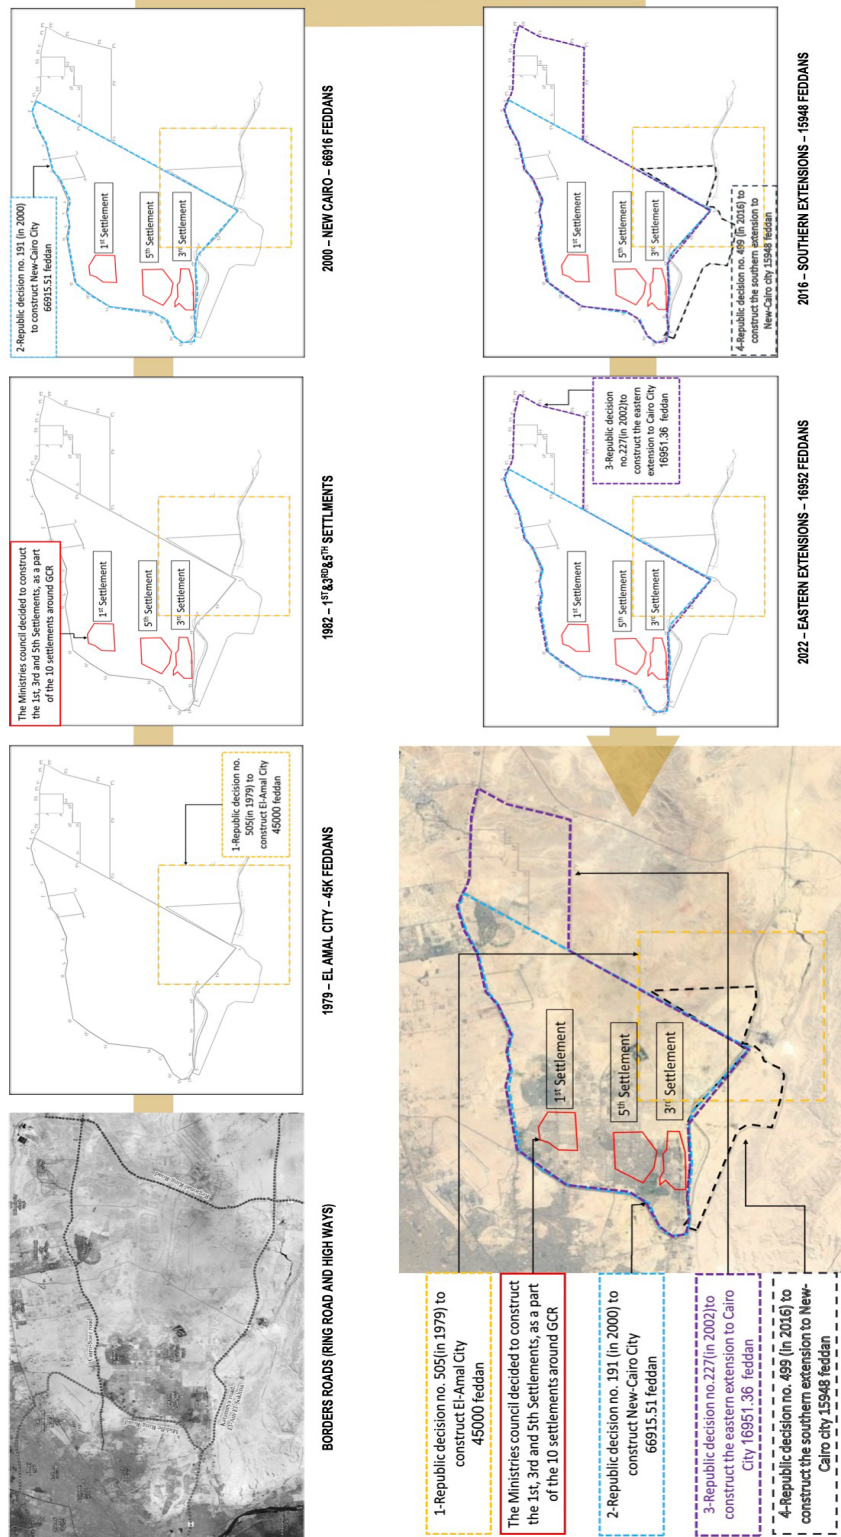 Cairo-Suez road
Regional Ring Road
BORDERS ROADS (RING ROAD AND HIGH WAYS)
1-Republic decision no.
505(in 1979) to
construct El-Amal City
45000 feddan
1979 – EL AMAL CITY – 45K FEDDANS
The Ministries council decided to construct
the 1st, 3rd and 5th Settlements, as a part
of the 10 settlements around GCR
1st Settlement
5th Settlement
3rd Settlement
1982 – 1ST&3RD&5TH SETTLMENTS
2-Republic decision no. 191 (in 2000)
to construct New-Cairo City
66915.51 feddan
1st Settlement
5th Settlement
3rd Settlement
2000 – NEW CAIRO – 66916 FEDDANS
1-Republic decision no. 505(in 1979) to
construct El-Amal City
45000 feddan
The Ministries council decided to construct
the 1st, 3rd and 5th Settlements, as a part
of the 10 settlements around GCR
2-Republic decision no. 191 (in 2000) to
construct New-Cairo City
66915.51 feddan
3-Republic decision no.227(in 2002)to
construct the eastern extension to Cairo
City 16951.36 feddan
4-Republic decision no. 499 (in 2016) to
construct the southern extension to New-
Cairo city 15948 feddan
1st Settlement
5th Settlement
3rd Settlement
3-Republic decision
no.227(in 2002)to
construct the eastern
extension to Cairo City
16951.36 feddan
1st Settlement
5th Settlement
3rd Settlement
2022 – EASTERN EXTENSIONS – 16952 FEDDANS
1st Settlement
5th Settlement
3rd Settlement
4-Republic decision no. 499 (in 2016) to
construct the southern extension to
New-Cairo city 15948 feddan
2016 – SOUTHERN EXTENSIONS – 15948 FEDDANS